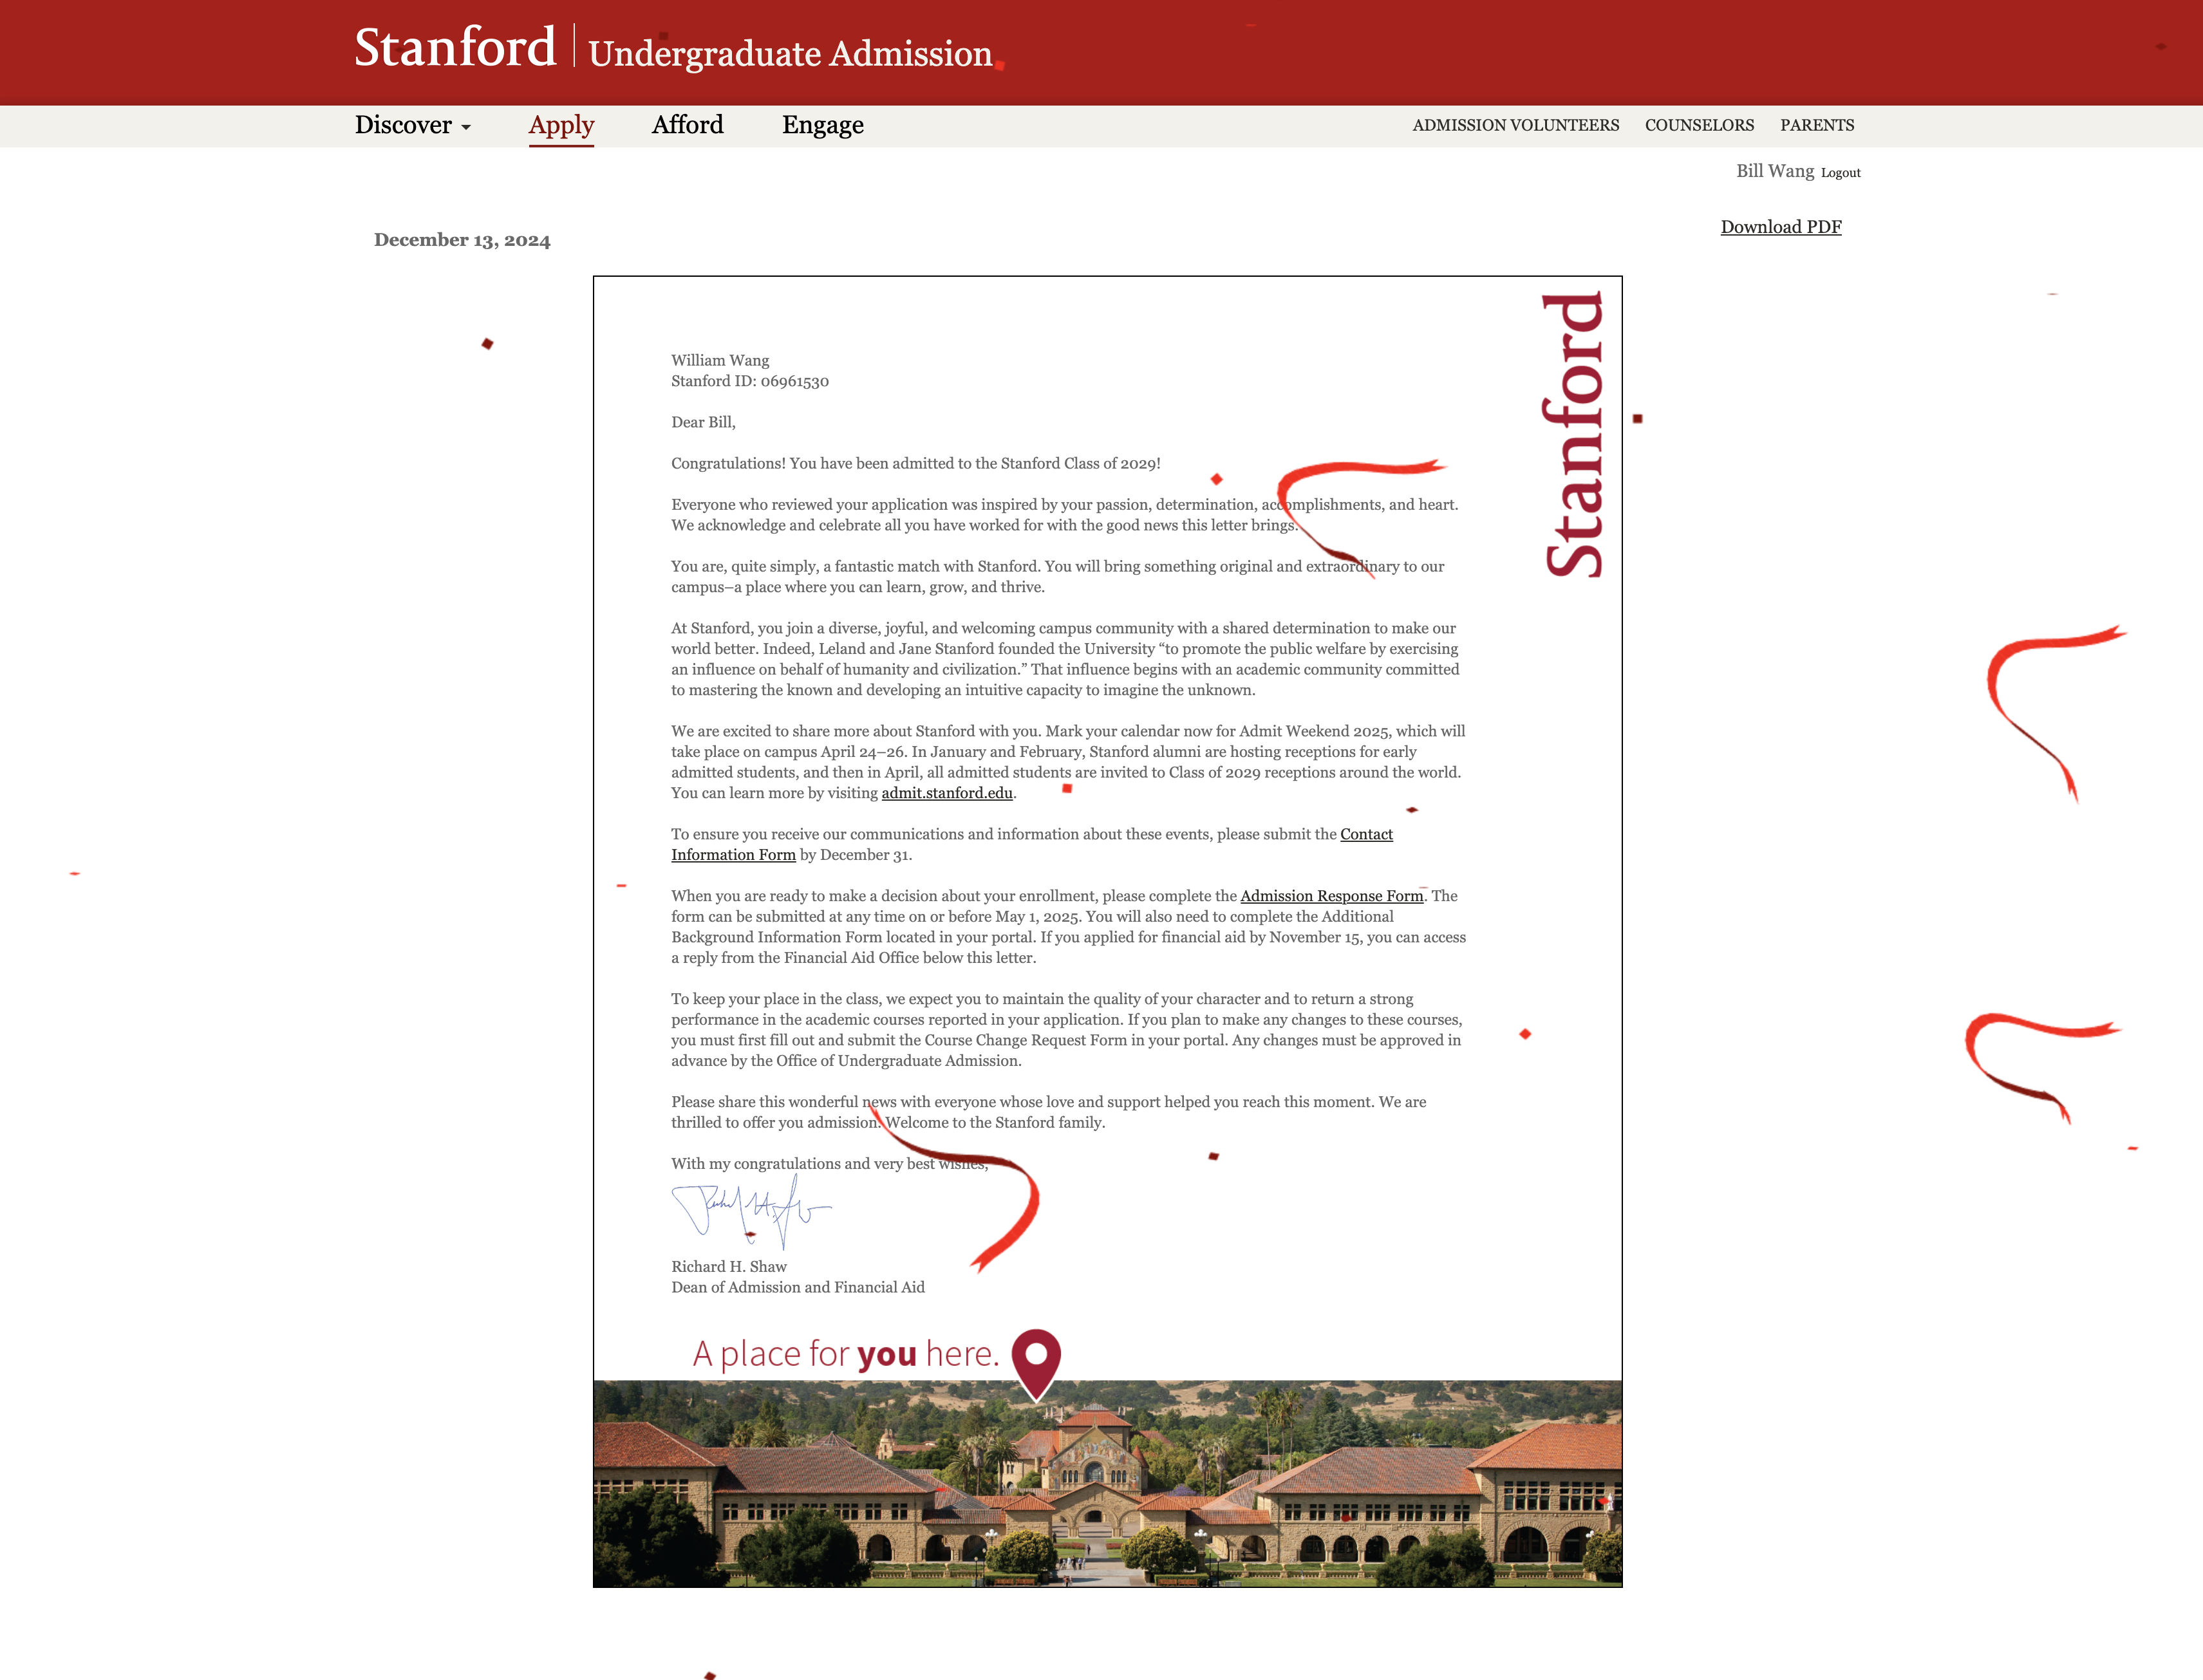 Stanford | Undergraduate Admission
Discover
Apply
Afford
Engage
ADMISSION VOLUNTEERS
COUNSELORS
PARENTS
Bill Wang Logout
December 13, 2024
Download PDF
Stanford
William Wang
Stanford ID: 06961530
Dear Bill,
Congratulations! You have been admitted to the Stanford Class of 2029!
Everyone who reviewed your application was inspired by your passion, determination, accomplishments, and heart.
We acknowledge and celebrate all you have worked for with the good news this letter brings.
You are, quite simply, a fantastic match with Stanford. You will bring something original and extraordinary to our
campus–a place where you can learn, grow, and thrive.
At Stanford, you join a diverse, joyful, and welcoming campus community with a shared determination to make our
world better. Indeed, Leland and Jane Stanford founded the University “to promote the public welfare by exercising
an influence on behalf of humanity and civilization.” That influence begins with an academic community committed
to mastering the known and developing an intuitive capacity to imagine the unknown.
We are excited to share more about Stanford with you. Mark your calendar now for Admit Weekend 2025, which will
take place on campus April 24–26. In January and February, Stanford alumni are hosting receptions for early
admitted students, and then in April, all admitted students are invited to Class of 2029 receptions around the world.
You can learn more by visiting admit.stanford.edu.
To ensure you receive our communications and information about these events, please submit the Contact
Information Form by December 31.
When you are ready to make a decision about your enrollment, please complete the Admission Response Form. The
form can be submitted at any time on or before May 1, 2025. You will also need to complete the Additional
Background Information Form located in your portal. If you applied for financial aid by November 15, you can access
a reply from the Financial Aid Office below this letter.
To keep your place in the class, we expect you to maintain the quality of your character and to return a strong
performance in the academic courses reported in your application. If you plan to make any changes to these courses,
you must first fill out and submit the Course Change Request Form in your portal. Any changes must be approved in
advance by the Office of Undergraduate Admission.
Please share this wonderful news with everyone whose love and support helped you reach this moment. We are
thrilled to offer you admission. Welcome to the Stanford family.
With my congratulations and very best wishes,
Richard H. Shaw
Dean of Admission and Financial Aid
A place for you here.